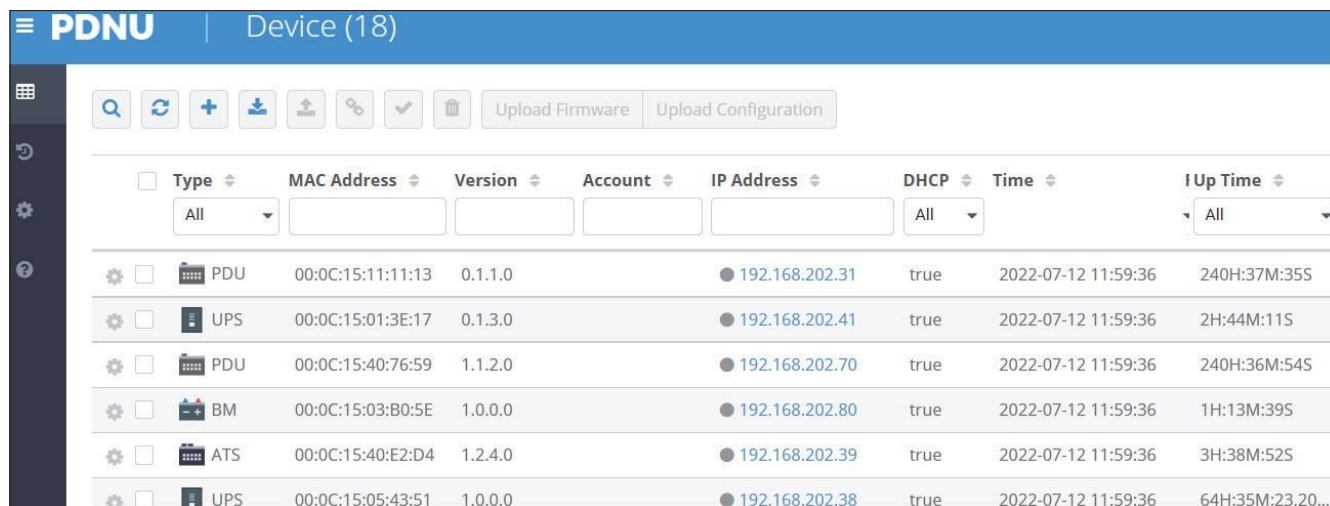 PDNU Device (18)
Upload Firmware Upload Configuration
Type MAC Address Version Account IP Address DHCP Time Up Time
All All All
PDU 00:0C:15:11:11:13 0.1.1.0 192.168.202.31 true 2022-07-12 11:59:36 240H:37M:35S
UPS 00:0C:15:01:3E:17 0.1.3.0 192.168.202.41 true 2022-07-12 11:59:36 2H:44M:11S
PDU 00:0C:15:40:76:59 1.1.2.0 192.168.202.70 true 2022-07-12 11:59:36 240H:36M:54S
BM 00:0C:15:03:B0:5E 1.0.0.0 192.168.202.80 true 2022-07-12 11:59:36 1H:13M:39S
ATS 00:0C:15:40:E2:D4 1.2.4.0 192.168.202.39 true 2022-07-12 11:59:36 3H:38M:52S
UPS 00:0C:15:05:43:51 1.0.0.0 192.168.202.38 true 2022-07-12 11:59:36 64H:35M:23.20...